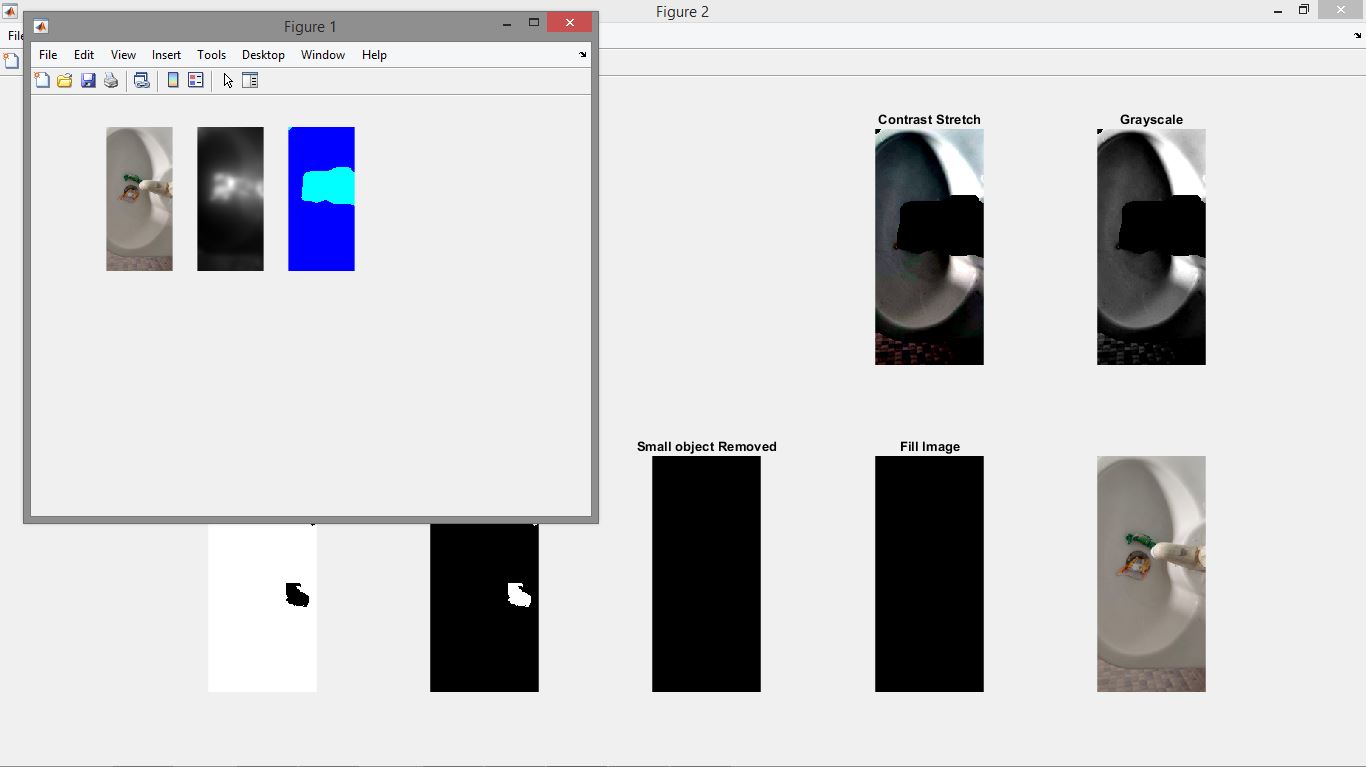 Figure 2
Figure 1
File
File Edit View Insert Tools Desktop Window Help
Contrast Stretch
Grayscale
Small object Removed
Fill Image